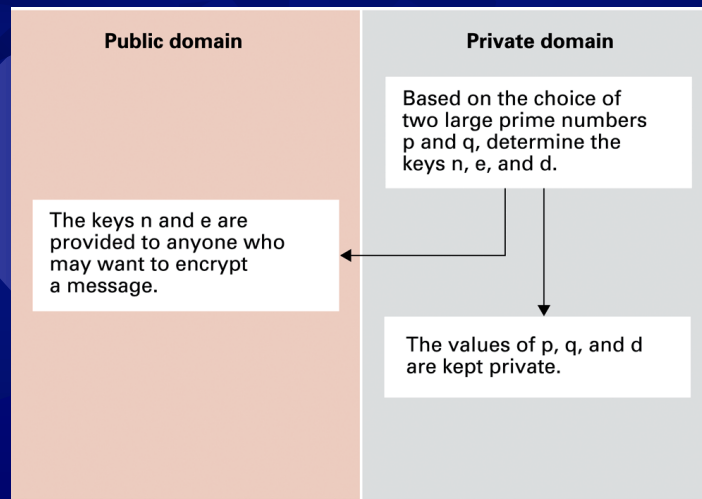 Public domain
Private domain
Based on the choice of
two large prime numbers
p and q, determine the
keys n, e, and d.
The keys n and e are
provided to anyone who
may want to encrypt
a message.
The values of p, q, and d
are kept private.